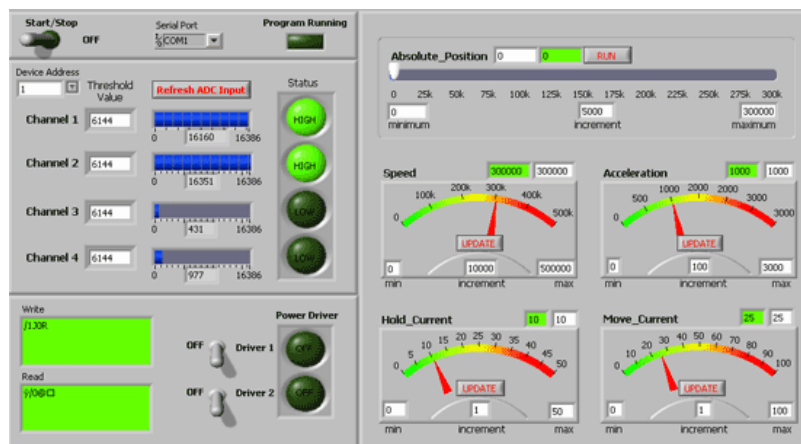 Start/Stop
OFF
Serial Port
COM1
Program Running
Device Address
1
Threshold Value
Refresh ADC Input
Status
Channel 1 6144
0 16160 16386
HIGH
Channel 2 6144
0 16351 16386
HIGH
Channel 3 6144
0 431 16386
LOW
Channel 4 6144
0 977 16386
LOW
Write
/1J0R
Read
Power Driver
OFF Driver 1 OFF
OFF Driver 2 OFF
Absolute_Position 0 0 RUN
0 25k 50k 75k 100k 125k 150k 175k 200k 225k 250k 275k 300k
0 5000 300000
minimum increment maximum
Speed 300000 300000
0 100k 200k 300k 400k 500k
UPDATE
0 10000 500000
min increment max
Acceleration 1000 1000
0 500 1000 2000 2000 3000 3000
UPDATE
0 100 3000
min increment max
Hold_Current 10 10
0 5 10 15 20 25 30 35 40 45 50
UPDATE
0 1 50
min increment max
Move_Current 25 25
0 10 20 30 40 50 60 70 80 90 100
UPDATE
0 1 100
min increment max